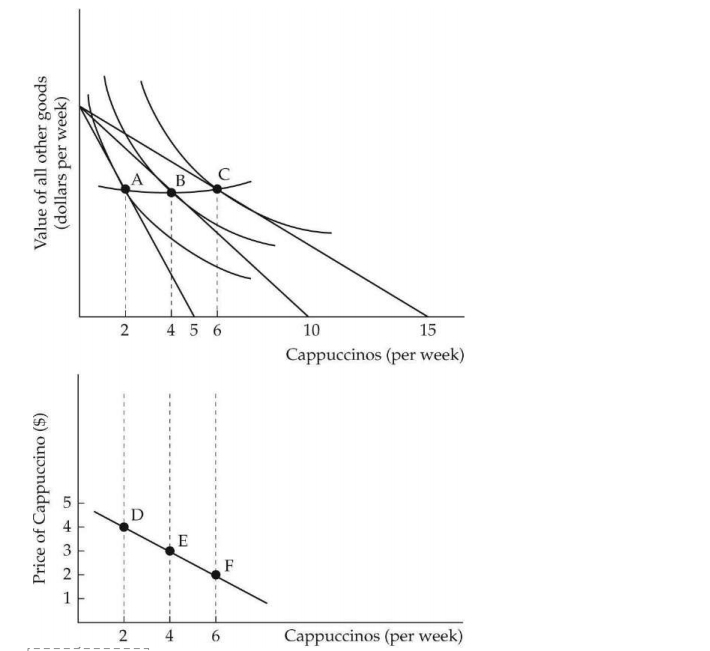 Value of all other goods
(dollars per week)
A
B
C
2 4 5 6 10 15
Cappuccinos (per week)
Price of Cappuccino ($)
5
4
3
2
1
D
E
F
2 4 6 Cappuccinos (per week)